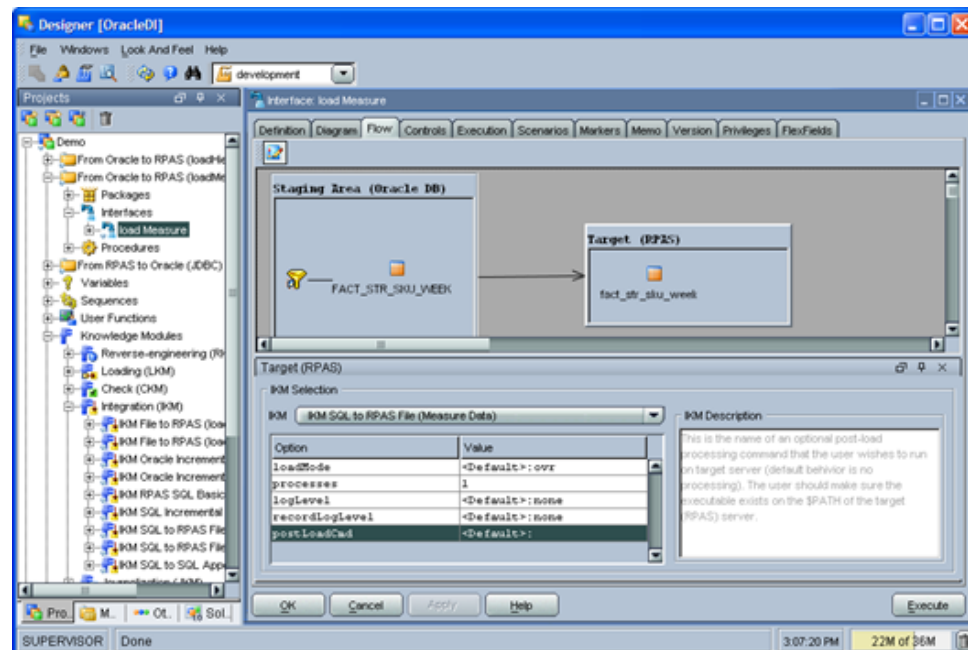 Designer [OracleDI]
File Windows Look And Feel Help
development
Projects
Demo
From Oracle to RPAS (loadHie
From Oracle to RPAS (loadMe
Packages
Interfaces
load Measure
Procedures
From RPAS to Oracle (JDBC)
Variables
Sequences
User Functions
Knowledge Modules
Reverse-engineering (RK
Loading (LKM)
Check (CKM)
Integration (IKM)
IKM File to RPAS (load
IKM File to RPAS (load
IKM Oracle Increment
IKM Oracle Increment
IKM RPAS SQL Basic
IKM SQL Incremental
IKM SQL to RPAS File
IKM SQL to RPAS File
IKM SQL to SQL Appe
Pro.. M.. Ot.. Sol..
Interface: load Measure
Definition Diagram Flow Controls Execution Scenarios Markers Memo Version Privileges FlexFields
Staging Area (Oracle DB)
FACT_STR_SKU_WEEK
Target (RPAS)
fact_str_sku_week
Target (RPAS)
IKM Selection
IKM IKM SQL to RPAS File (Measure Data)
Option Value
loadMode <Default>:ovr
processes 1
logLevel <Default>:none
recordLogLevel <Default>:none
postLoadCmd <Default>:
IKM Description
This is the name of an optional post-load
processing command that the user wishes to run
on target server (default behivior is no
processing). The user should make sure the
executable exists on the $PATH of the target
(RPAS) server.
OK Cancel Apply Help Execute
SUPERVISOR Done 3:07:20 PM 22M of 36M